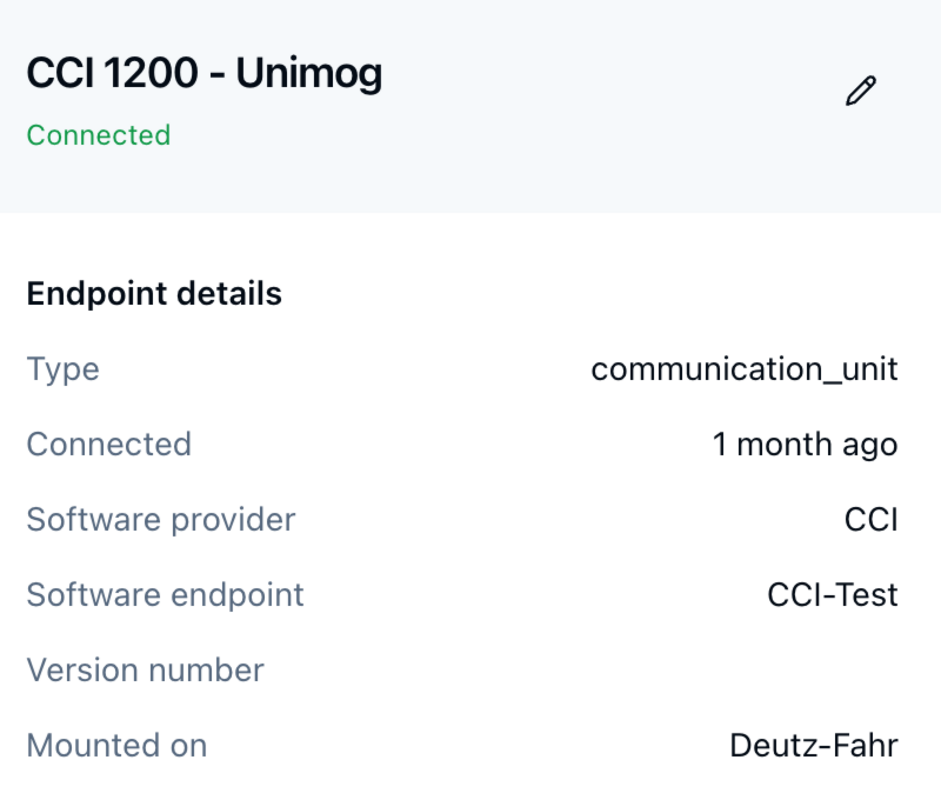 CCI 1200 - Unimog
Connected
Endpoint details
Type communication_unit
Connected 1 month ago
Software provider CCI
Software endpoint CCI-Test
Version number
Mounted on Deutz-Fahr